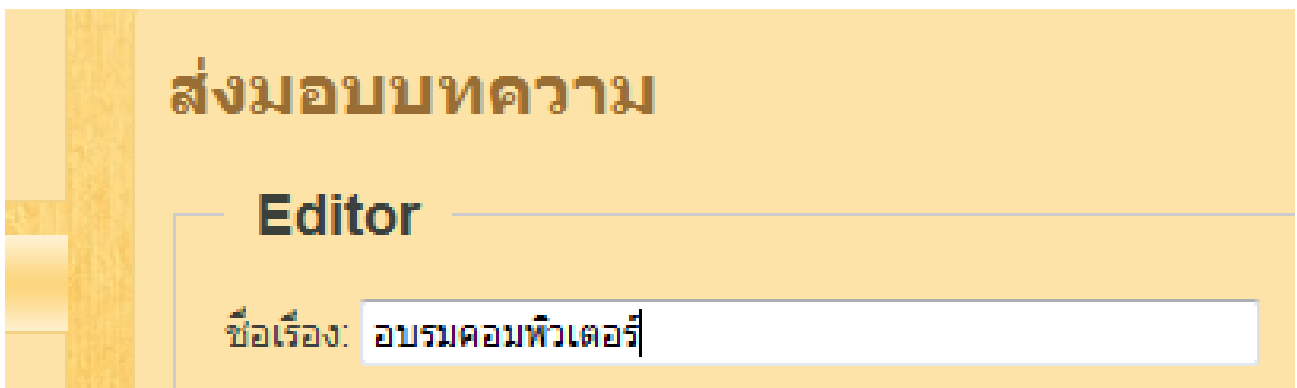 ส่งมอบบทความ
Editor
ชื่อเรื่อง: อบรมคอมพิวเตอร์